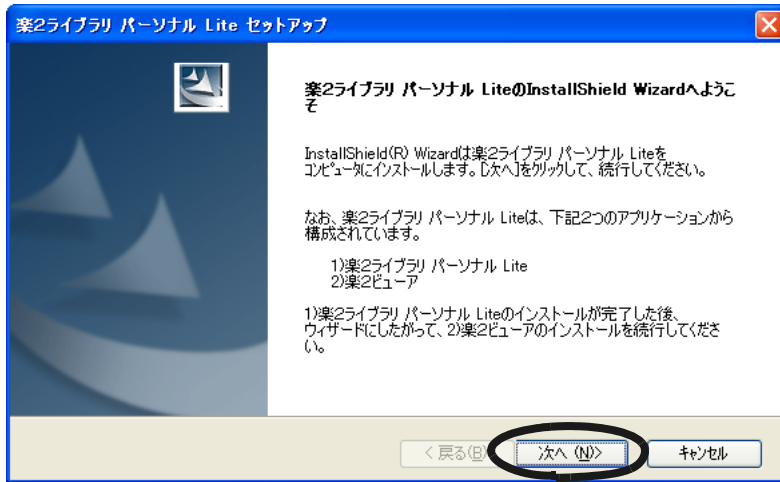 楽2ライブラリ パーソナル Lite セットアップ
楽2ライブラリ パーソナル LiteのInstallShield Wizardへようこ
そ
InstallShield(R) Wizardは楽2ライブラリ パーソナル Liteを
コンピュータにインストールします。[次へ]をクリックして、続行してください。
なお、楽2ライブラリ パーソナル Liteは、下記2つのアプリケーションから
構成されています。
1)楽2ライブラリ パーソナル Lite
2)楽2ビューア
1)楽2ライブラリ パーソナル Liteのインストールが完了した後、
ウィザードにしたがって、2)楽2ビューアのインストールを続行してくださ
い。
< 戻る(B) 次へ (N)> キャンセル